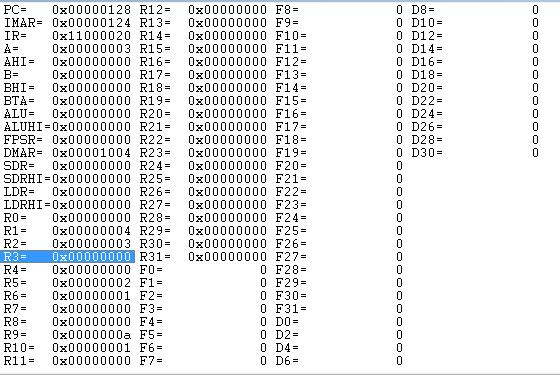 PC=   0x00000128 R12=  0x00000000 F8=  0 D8=  0
IMAR= 0x00000124 R13=  0x00000000 F9=  0 D10=  0
IR=   0x11000020 R14=  0x00000000 F10=  0 D12=  0
A=    0x00000003 R15=  0x00000000 F11=  0 D14=  0
AHI=  0x00000000 R16=  0x00000000 F12=  0 D16=  0
B=    0x00000000 R17=  0x00000000 F13=  0 D18=  0
BHI=  0x00000000 R18=  0x00000000 F14=  0 D20=  0
BTA=  0x00000000 R19=  0x00000000 F15=  0 D22=  0
ALU=  0x00000000 R20=  0x00000000 F16=  0 D24=  0
ALUHI=0x00000000 R21=  0x00000000 F17=  0 D26=  0
FPSR= 0x00000000 R22=  0x00000000 F18=  0 D28=  0
DMAR= 0x00001004 R23=  0x00000000 F19=  0 D30=  0
SDR=  0x00000000 R24=  0x00000000 F20=  0
SDRHI=0x00000000 R25=  0x00000000 F21=  0
LDR=  0x00000000 R26=  0x00000000 F22=  0
LDRHI=0x00000000 R27=  0x00000000 F23=  0
R0=   0x00000000 R28=  0x00000000 F24=  0
R1=   0x00000004 R29=  0x00000000 F25=  0
R2=   0x00000003 R30=  0x00000000 F26=  0
R3=   0x00000000 R31=  0x00000000 F27=  0
R4=   0x00000000 F0=  0 F28=  0
R5=   0x00000002 F1=  0 F29=  0
R6=   0x00000001 F2=  0 F30=  0
R7=   0x00000000 F3=  0 F31=  0
R8=   0x00000000 F4=  0 D0=  0
R9=   0x0000000a F5=  0 D2=  0
R10=  0x00000001 F6=  0 D4=  0
R11=  0x00000000 F7=  0 D6=  0